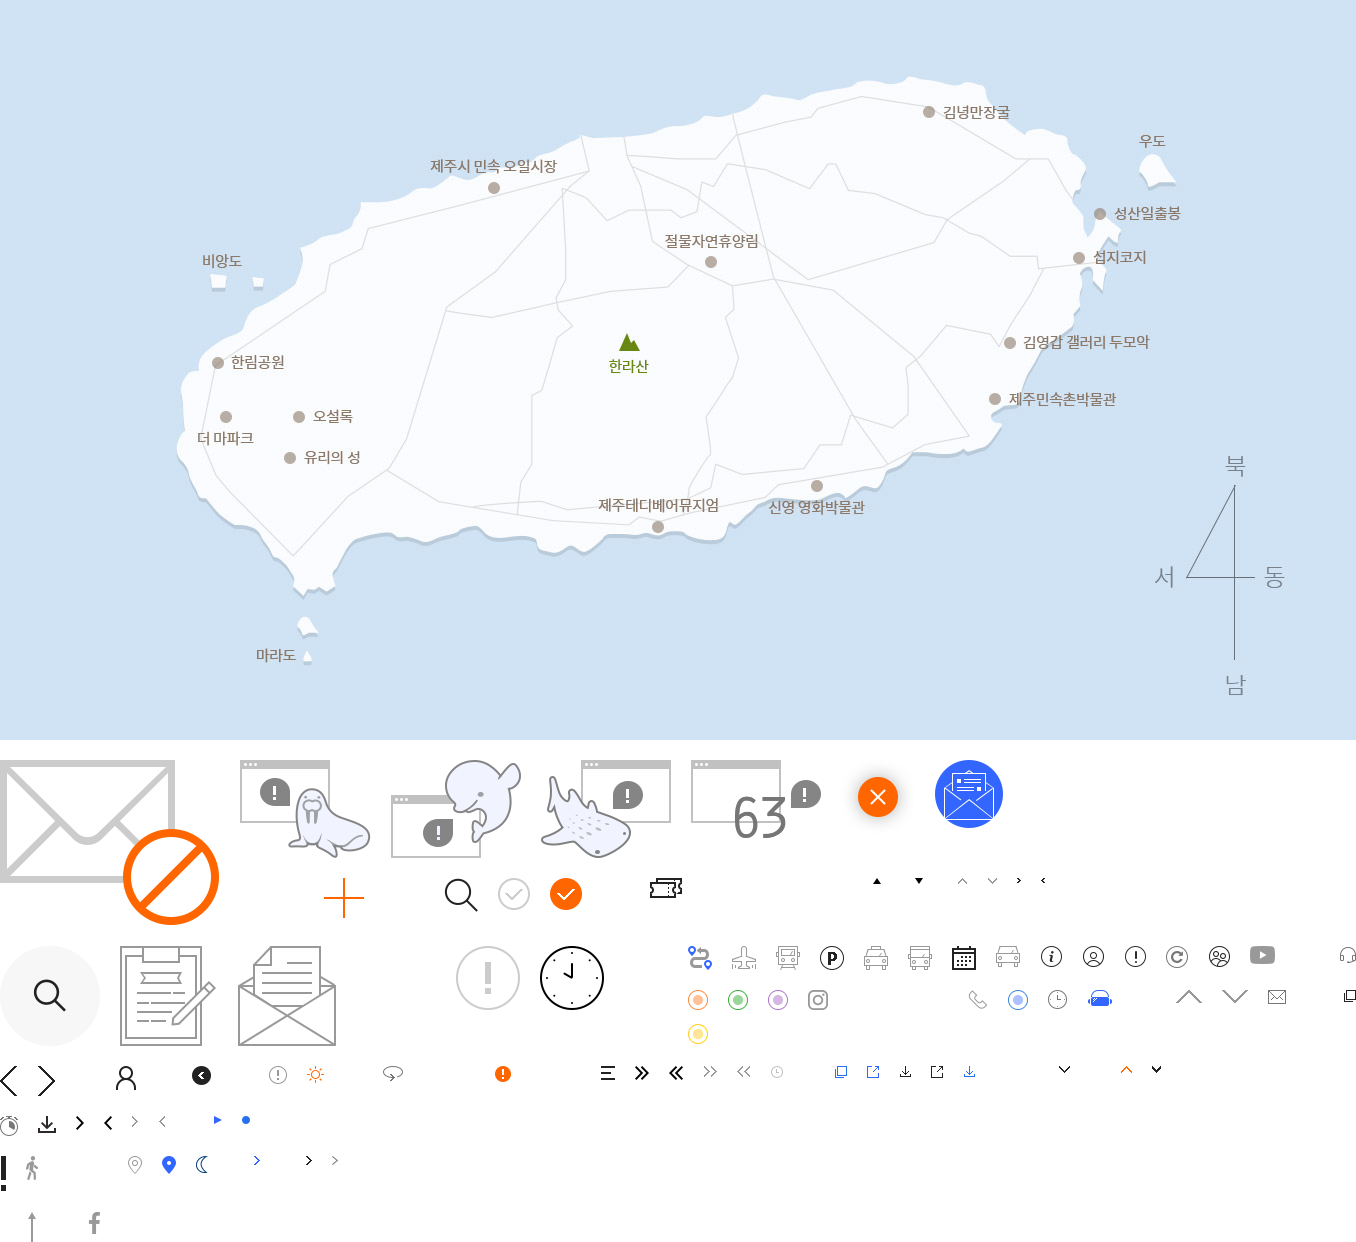 김녕만장굴
우도
제주시 민속 오일시장
성산일출봉
절물자연휴양림
섭지코지
비양도
김영갑 갤러리 두모악
한림공원
한라산
제주민속촌박물관
오설록
더 마파크
유리의 성
북
제주테디베어뮤지엄
신영 영화박물관
서
동
마라도
남
63
P